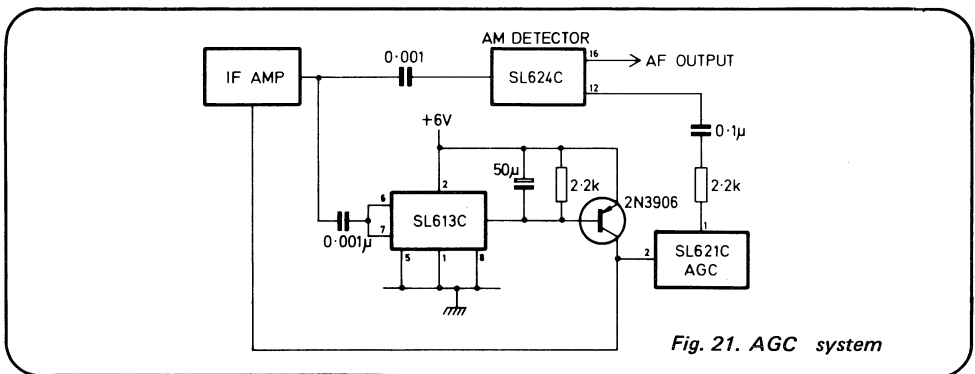 AM DETECTOR
0·001
16
AF OUTPUT
IF AMP
SL624C
12
+6V
0·1µ
50µ
2
2·2k
2·2k
2N3906
6
SL613C
7
0·001µ
1
5
1
8
2
SL621C
AGC
Fig. 21. AGC system